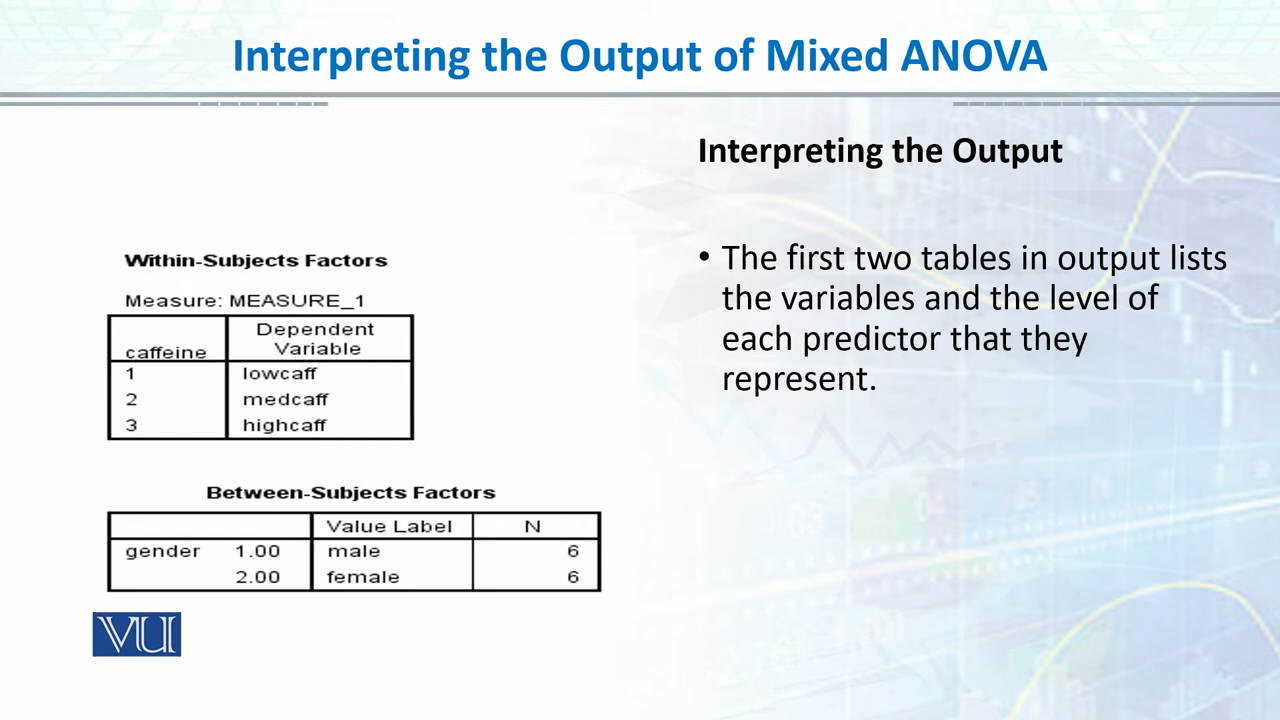 Interpreting the Output of Mixed ANOVA
Within-Subjects Factors
Measure: MEASURE_1
caffeine Dependent Variable
1 lowcaff
2 medcaff
3 highcaff
Between-Subjects Factors
Value Label N
gender 1.00 male 6
2.00 female 6
VU
Interpreting the Output
• The first two tables in output lists
the variables and the level of
each predictor that they
represent.